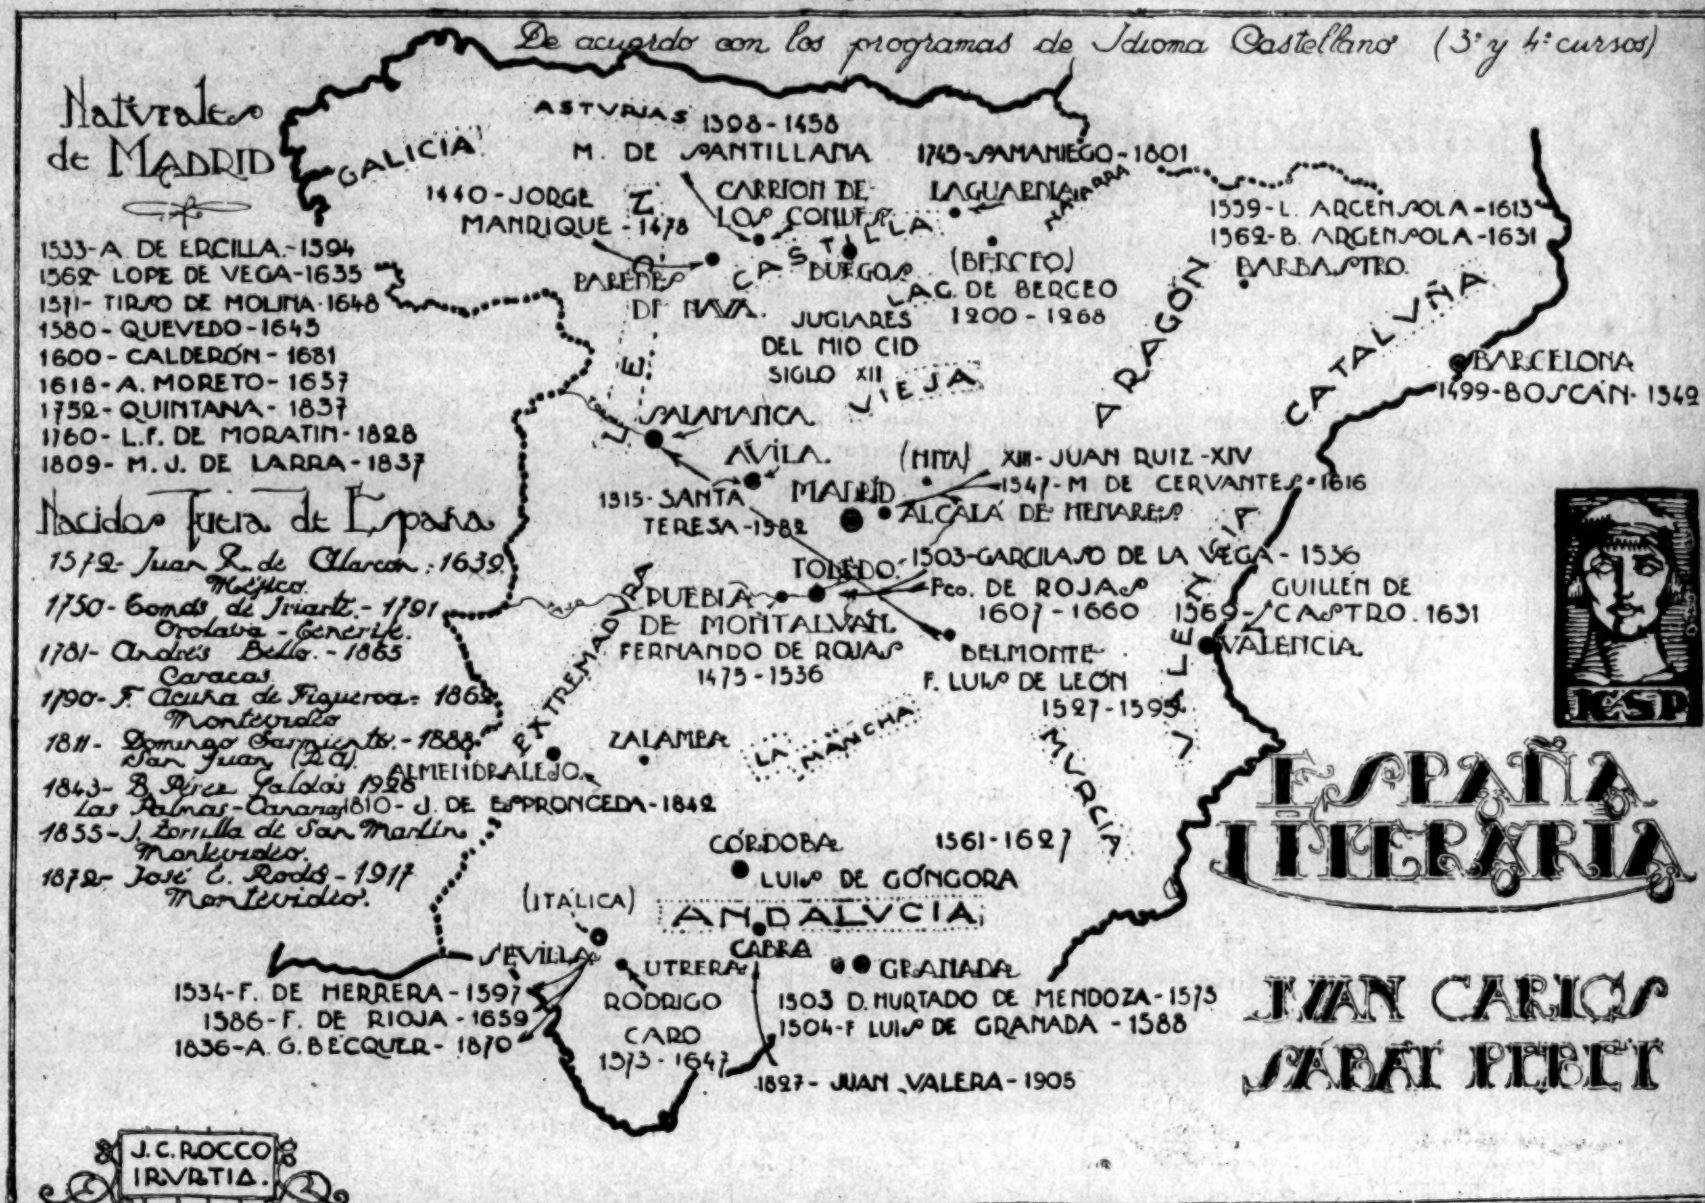 De acuerdo con los programas de Idioma Castellano (3º y 4º cursos)
Naturales
de MADRID
1533-A. DE ERCILLA.-1594
1562- LOPE DE VEGA-1635
1571- TIRSO DE MOLINA-1648
1580- QUEVEDO-1645
1600- CALDERÓN-1681
1618- A. MORETO-1657
1752- QUINTANA-1837
1760- L.F. DE MORATIN-1828
1809- M. J. DE LARRA-1837
Nacidos Fuera de España
1572- Juan R. de Alarcón.-1639
Méjico.
1750- Tomás de Iriarte.-1791
Orotava-Tenerife.
1781- Andrés Bello.-1865
Caracas
1790- F. Acuña de Figueroa-1862
Montevideo
1811- Domingo Sarmiento.-1888
San Juan (R.A.)
1843- B. Pérez Galdós 1926
Las Palmas-Canarias
1855- J. Zorrilla de San Martín
Montevideo.
1872- José E. Rodó-1917
Montevideo.
ASTURIAS
GALICIA
1398-1458
M. DE SANTILLANA
1745-SAMANIEGO-1801
1440-JORGE
MANRIQUE-1478
CARRION DE
LOS CONDES
LAGUARDIA
NAVARRA
1559-L. ARGENSOLA-1613
1562-B. ARGENSOLA-1631
BARBASTRO.
PAREDES
DE NAVA.
LEÓN
CASTILLA LA VIEJA
BURGOS
(BERCEO)
G. DE BERCEO
1200-1268
JUGLARES
DEL MIO CID
SIGLO XII
ARAGÓN
CATALUÑA
BARCELONA
1499-BOSCÁN-1542
SALAMANCA.
AVILA.
(HITA)
XIII-JUAN RUIZ-XIV
1515-SANTA
TERESA-1582
MADRID
1547-M DE CERVANTES-1616
ALCALÁ DE HENARES
TOLEDO
1503-GARCILASO DE LA VEGA-1536
Fco. DE ROJAS
1607-1660
Tajo
PUEBLA
DE MONTALVÁN.
FERNANDO DE ROJAS
1475-1536
BELMONTE
F. LUIS DE LEÓN
1527-1595
VALENCIA
1569-GUILLÉN DE
CASTRO.1631
VALENCIA.
EXTREMADURA
ZALAMEA
LA MANCHA
MURCIA
ALMENDRALEJO.
1810-J. DE ESPRONCEDA-1842
CÓRDOBA
1561-1627
LUIS DE GÓNGORA
(ITÁLICA)
ANDALUCIA
SEVILLA
UTRERA
RODRIGO
CARO
1573-1647
CABRA
GRANADA
1503 D. HURTADO DE MENDOZA-1575
1504-F LUIS DE GRANADA-1588
1534-F. DE HERRERA-1597
1586-F. DE RIOJA-1659
1836-A. G. BECQUER-1870
1827-JUAN VALERA-1905
JCSP
ESPAÑA
LITERARIA
JUAN CARLOS
SABAT PEBET
J. C. ROCCO
IRURTIA.